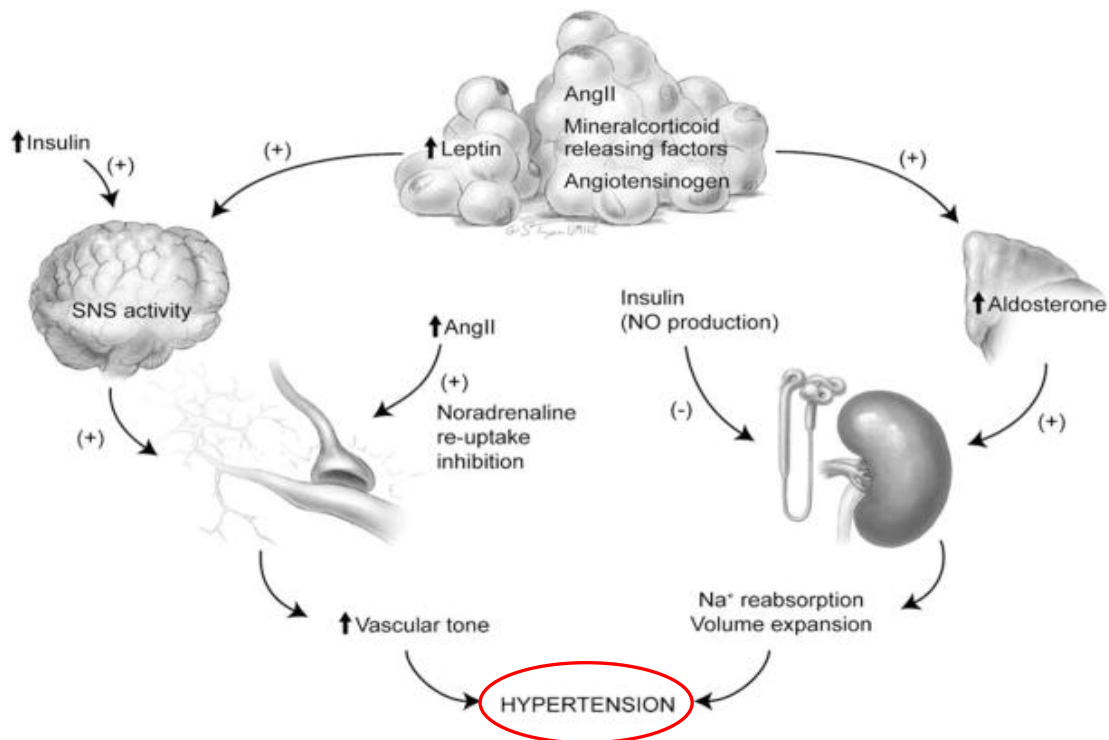 AngII
Mineralcorticoid
releasing factors
Angiotensinogen
↑Leptin
↑Insulin
(+)
(+)
(+)
SNS activity
↑Aldosterone
Insulin
(NO production)
↑AngII
(+)
Noradrenaline
re-uptake
inhibition
(+)
(-)
(+)
↑Vascular tone
Na⁺ reabsorption
Volume expansion
HYPERTENSION